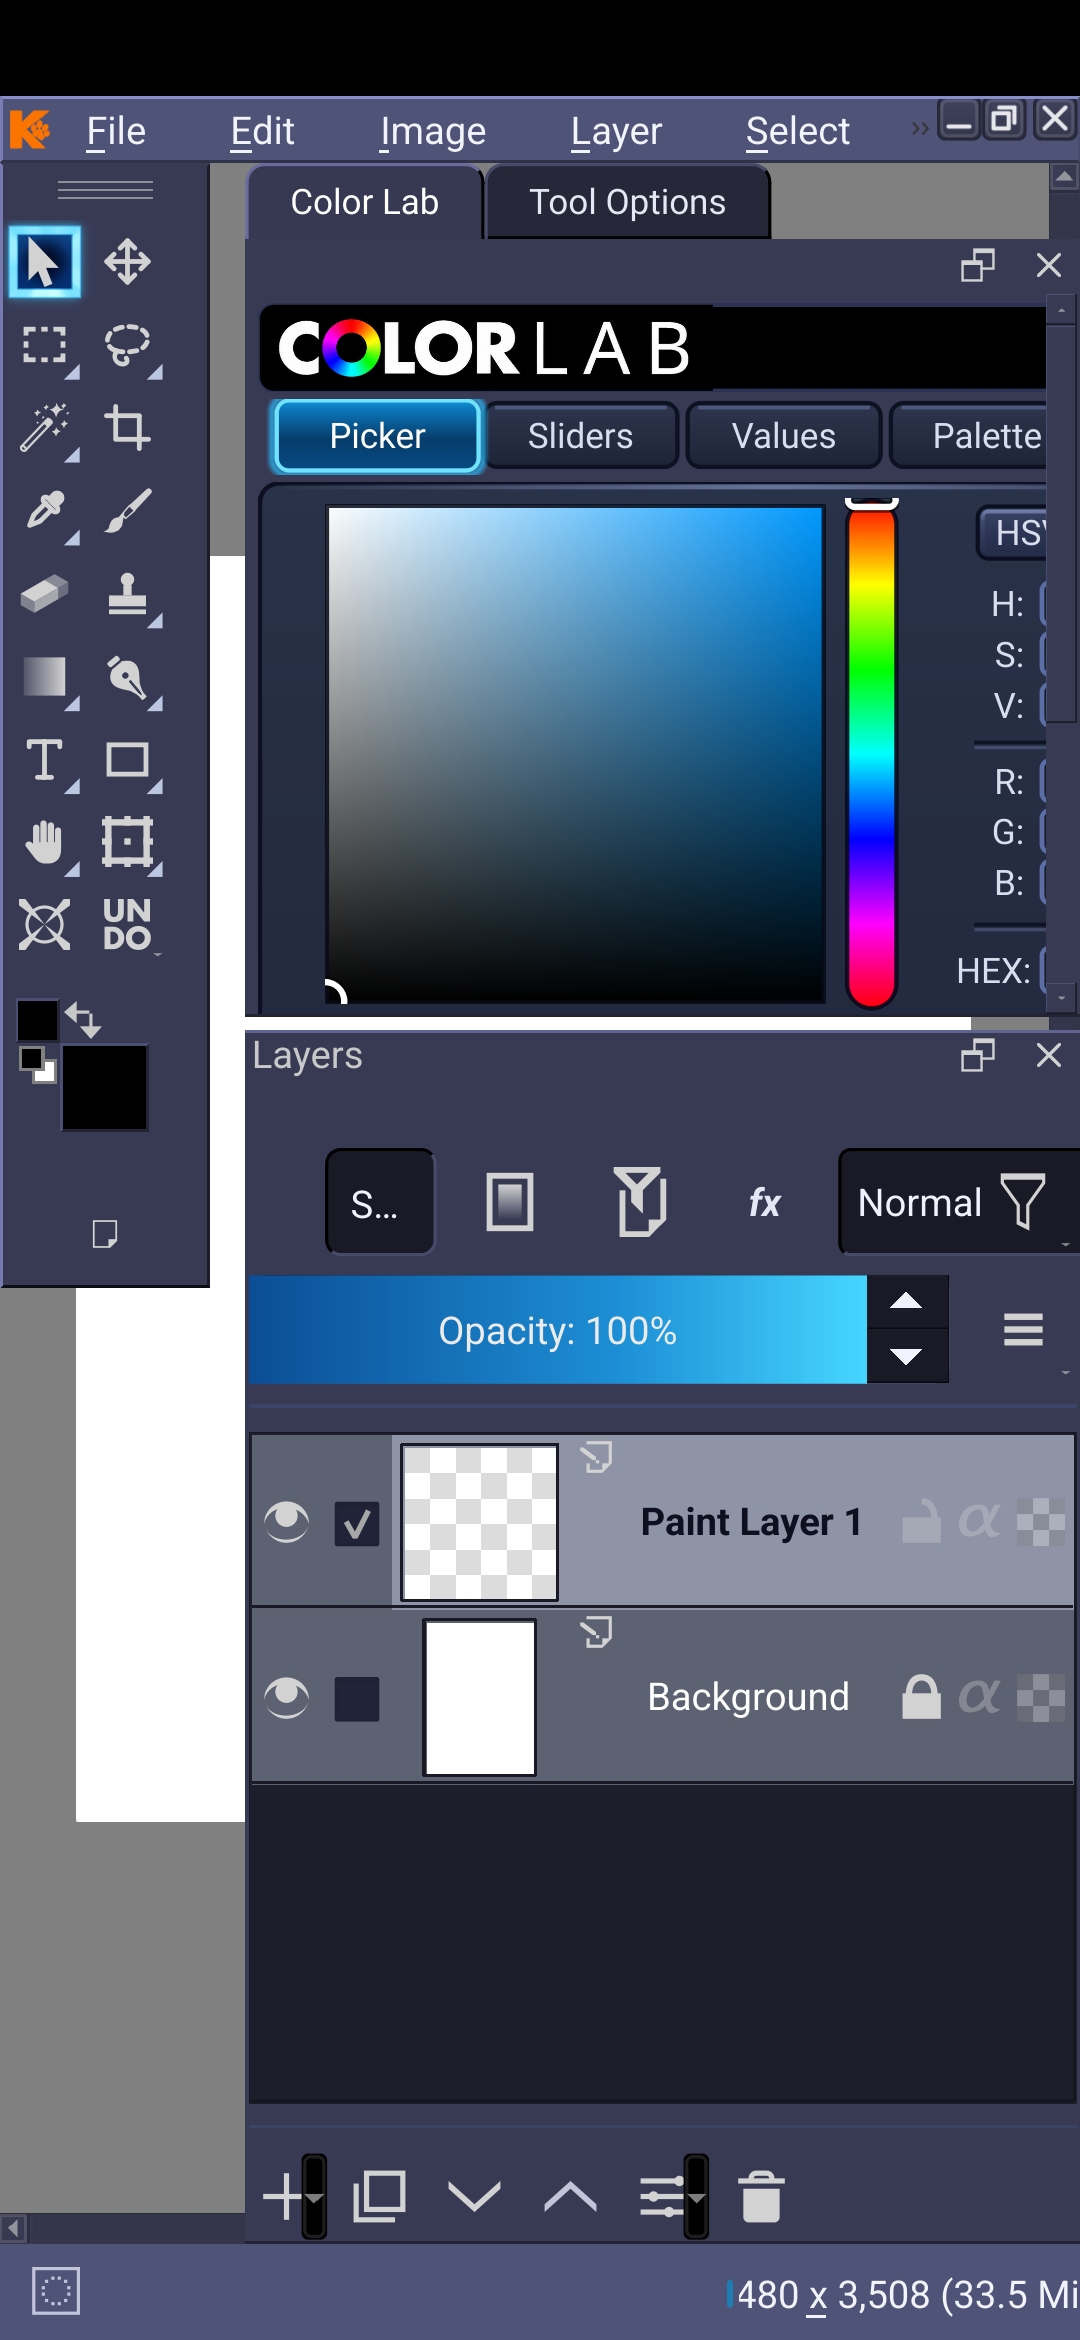 File Edit Image Layer Select
Color Lab Tool Options
COLOR LAB
Picker Sliders Values Palette
HSV
H:
S:
V:
R:
G:
B:
HEX:
T
UN
DO
Layers
S... fx Normal
Opacity: 100%
Paint Layer 1 α
Background α
480 x 3,508 (33.5 Mi